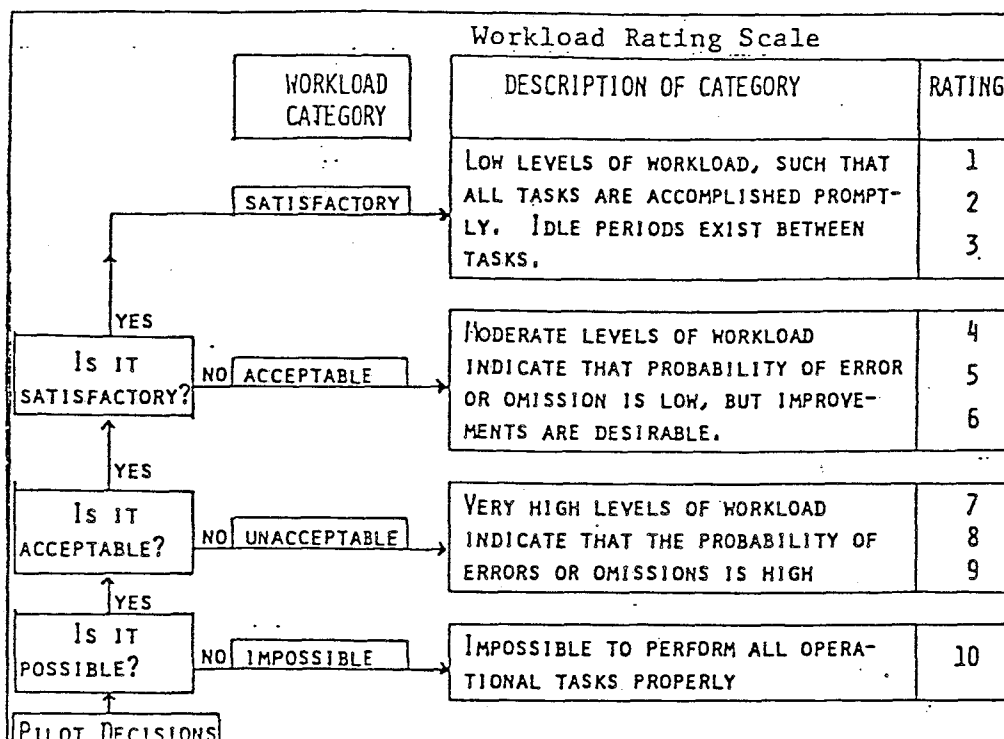 Workload Rating Scale
WORKLOAD
CATEGORY
DESCRIPTION OF CATEGORY
RATING
SATISFACTORY
LOW LEVELS OF WORKLOAD, SUCH THAT
ALL TASKS ARE ACCOMPLISHED PROMPT-
LY. IDLE PERIODS EXIST BETWEEN
TASKS.
1
2
3
YES
IS IT
SATISFACTORY?
NO
ACCEPTABLE
MODERATE LEVELS OF WORKLOAD
INDICATE THAT PROBABILITY OF ERROR
OR OMISSION IS LOW, BUT IMPROVE-
MENTS ARE DESIRABLE.
4
5
6
YES
IS IT
ACCEPTABLE?
NO
UNACCEPTABLE
VERY HIGH LEVELS OF WORKLOAD
INDICATE THAT THE PROBABILITY OF
ERRORS OR OMISSIONS IS HIGH
7
8
9
YES
IS IT
POSSIBLE?
NO
IMPOSSIBLE
IMPOSSIBLE TO PERFORM ALL OPERA-
TIONAL TASKS PROPERLY
10
PILOT DECISIONS